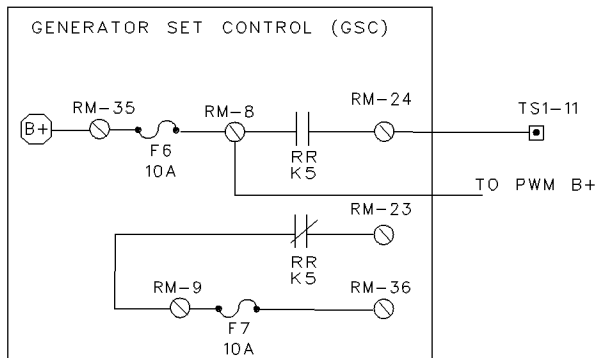 GENERATOR SET CONTROL (GSC)
RM-35
RM-8
RM-24
TS1-11
B+
F6
10A
RR
K5
TO PWM B+
RM-23
RR
K5
RM-9
RM-36
F7
10A